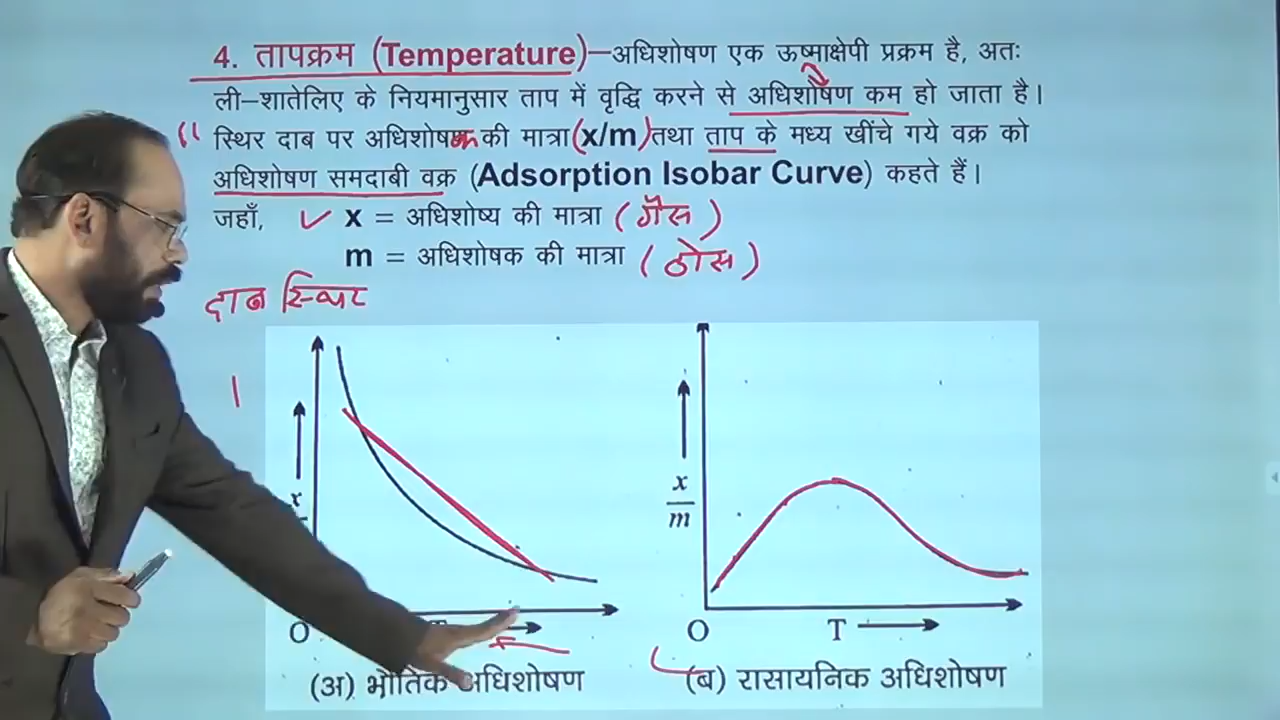 4. तापक्रम (Temperature)—अधिशोषण एक ऊष्माक्षेपी प्रक्रम है, अतः
ली—शातेलिए के नियमानुसार ताप में वृद्धि करने से अधिशोषण कम हो जाता है।
स्थिर दाब पर अधिशोषक की मात्रा (x/m) तथा ताप के मध्य खींचे गये वक्र को
अधिशोषण समदाबी वक्र (Adsorption Isobar Curve) कहते हैं।
जहाँ, x = अधिशोष्य की मात्रा (गैस)
m = अधिशोषक की मात्रा (ठोस)
दाब स्थिर
x
x
m
O
O T
(अ) भौतिक अधिशोषण
(ब) रासायनिक अधिशोषण